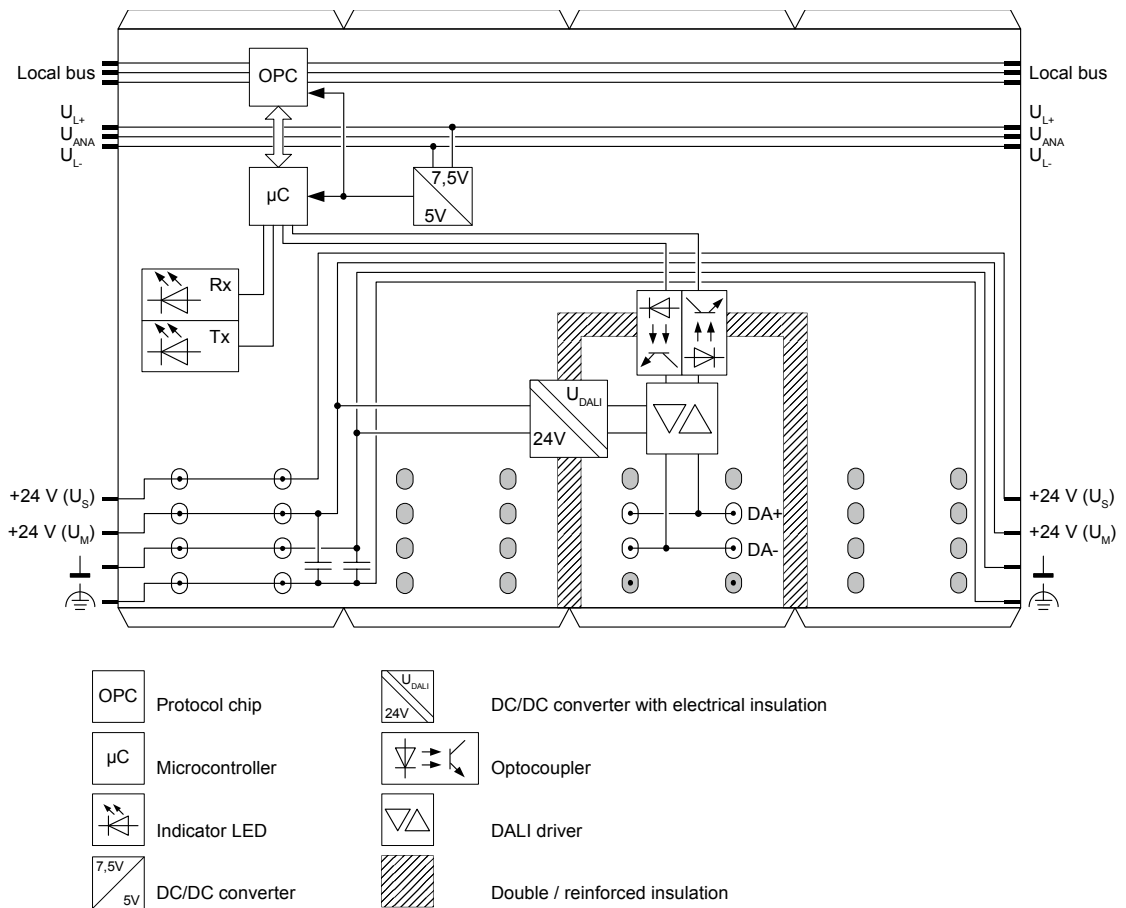 Local bus
OPC
Local bus
U_L+
U_ANA
U_L-
U_L+
U_ANA
U_L-
7,5V
5V
µC
Rx
Tx
U_DALI
24V
+24 V (U_S)
+24 V (U_M)
DA+
DA-
+24 V (U_S)
+24 V (U_M)
OPC
Protocol chip
U_DALI
24V
DC/DC converter with electrical insulation
µC
Microcontroller
Optocoupler
Indicator LED
DALI driver
7,5V
5V
DC/DC converter
Double / reinforced insulation